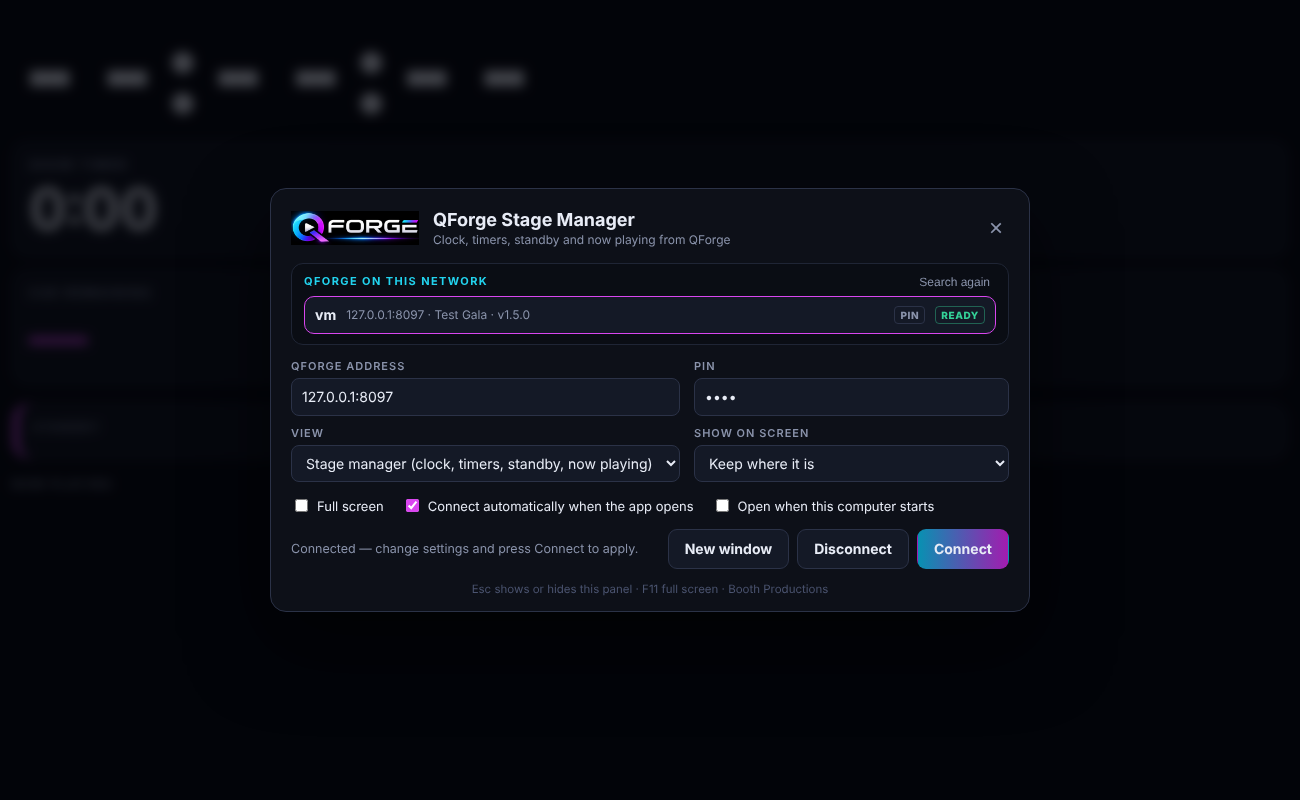 0:00
QFORGE
QForge Stage Manager
Clock, timers, standby and now playing from QForge
QFORGE ON THIS NETWORK
Search again
vm 127.0.0.1:8097 · Test Gala · v1.5.0 PIN READY
QFORGE ADDRESS
PIN
127.0.0.1:8097
••••
VIEW
SHOW ON SCREEN
Stage manager (clock, timers, standby, now playing)
Keep where it is
Full screen
Connect automatically when the app opens
Open when this computer starts
Connected — change settings and press Connect to apply.
New window
Disconnect
Connect
Esc shows or hides this panel · F11 full screen · Booth Productions